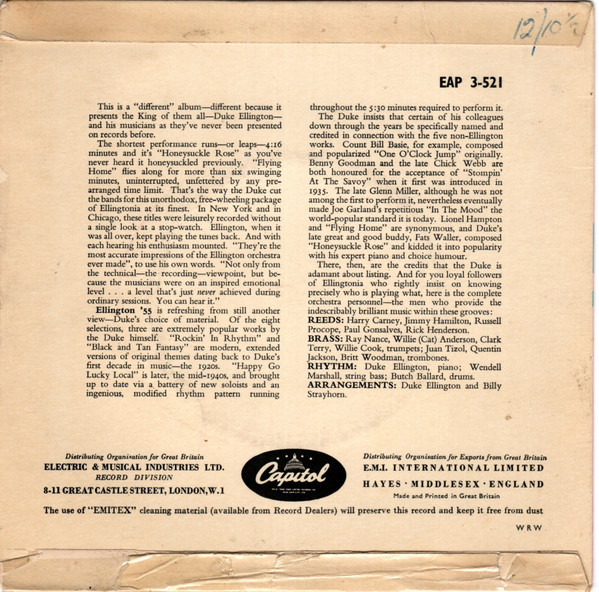 12/10½
EAP 3-521
This is a "different" album—different because it
presents the King of them all—Duke Ellington—
and his musicians as they've never been presented
on records before.
The shortest performance runs—or leaps—4:16
minutes and it's "Honeysuckle Rose" as you've
never heard it honeysuckled previously. "Flying
Home" flies along for more than six swinging
minutes, uninterrupted, unfettered by any pre-
arranged time limit. That's the way Duke cut
the bands for this unorthodox, free-wheeling package
of Ellingtonia at its finest. In New York and in
Chicago, these titles were leisurely recorded without
a single look at a stop-watch. Ellington, when it
was all over, kept playing the tunes back. And with
each hearing his enthusiasm mounted. "They're the
most accurate impressions of the Ellington orchestra
ever made", to use his own words. "Not only from
the technical—the recording—viewpoint, but be-
cause the musicians were on an inspired emotional
level . . . a level that's just never achieved during
ordinary sessions. You can hear it."
Ellington '55 is refreshing from still another
view—Duke's choice of material. Of the eight
selections, three are extremely popular works by
the Duke himself. "Rockin' In Rhythm" and
"Black and Tan Fantasy" are modern, extended
versions of original themes dating back to Duke's
first decade in music—the 1920s. "Happy Go
Lucky Local" is later, the mid-1940s, and brought
up to date via a battery of new soloists and an
ingenious, modified rhythm pattern running
throughout the 5:30 minutes required to perform it.
The Duke insists that certain of his colleagues
down through the years be specifically named and
credited in connection with the five non-Ellington
works. Count Bill Basie, for example, composed
and popularized "One O'Clock Jump" originally.
Benny Goodman and the late Chick Webb are
both honoured for the acceptance of "Stompin'
At The Savoy" when it first was introduced in
1935. The late Glenn Miller, although he was not
among the first to perform it, nevertheless eventually
made Joe Garland's repetitious "In The Mood" the
world-popular standard it is today. Lionel Hampton
and "Flying Home" are synonymous, and Duke's
late great and good buddy, Fats Waller, composed
"Honeysuckle Rose" and kidded it into popularity
with his expert piano and choice humour.
There, then, are the credits that the Duke is
adamant about listing. And for you loyal followers
of Ellingtonia who rightly insist on knowing
precisely who is playing what, here is the complete
orchestra personnel—the men who provide the
indescribably brilliant music within these grooves:
REEDS: Harry Carney, Jimmy Hamilton, Russell
Procope, Paul Gonsalves, Rick Henderson.
BRASS: Ray Nance, Willie (Cat) Anderson, Clark
Terry, Willie Cook, trumpets; Juan Tizol, Quentin
Jackson, Britt Woodman, trombones.
RHYTHM: Duke Ellington, piano; Wendell
Marshall, string bass; Butch Ballard, drums.
ARRANGEMENTS: Duke Ellington and Billy
Strayhorn.
Distributing Organisation for Great Britain
ELECTRIC & MUSICAL INDUSTRIES LTD.
RECORD DIVISION
8-11 GREAT CASTLE STREET, LONDON, W.1
Capitol
Distributing Organisation for Exports from Great Britain
E.M.I. INTERNATIONAL LIMITED
HAYES · MIDDLESEX · ENGLAND
Made and Printed in Great Britain
The use of "EMITEX" cleaning material (available from Record Dealers) will preserve this record and keep it free from dust
W R W